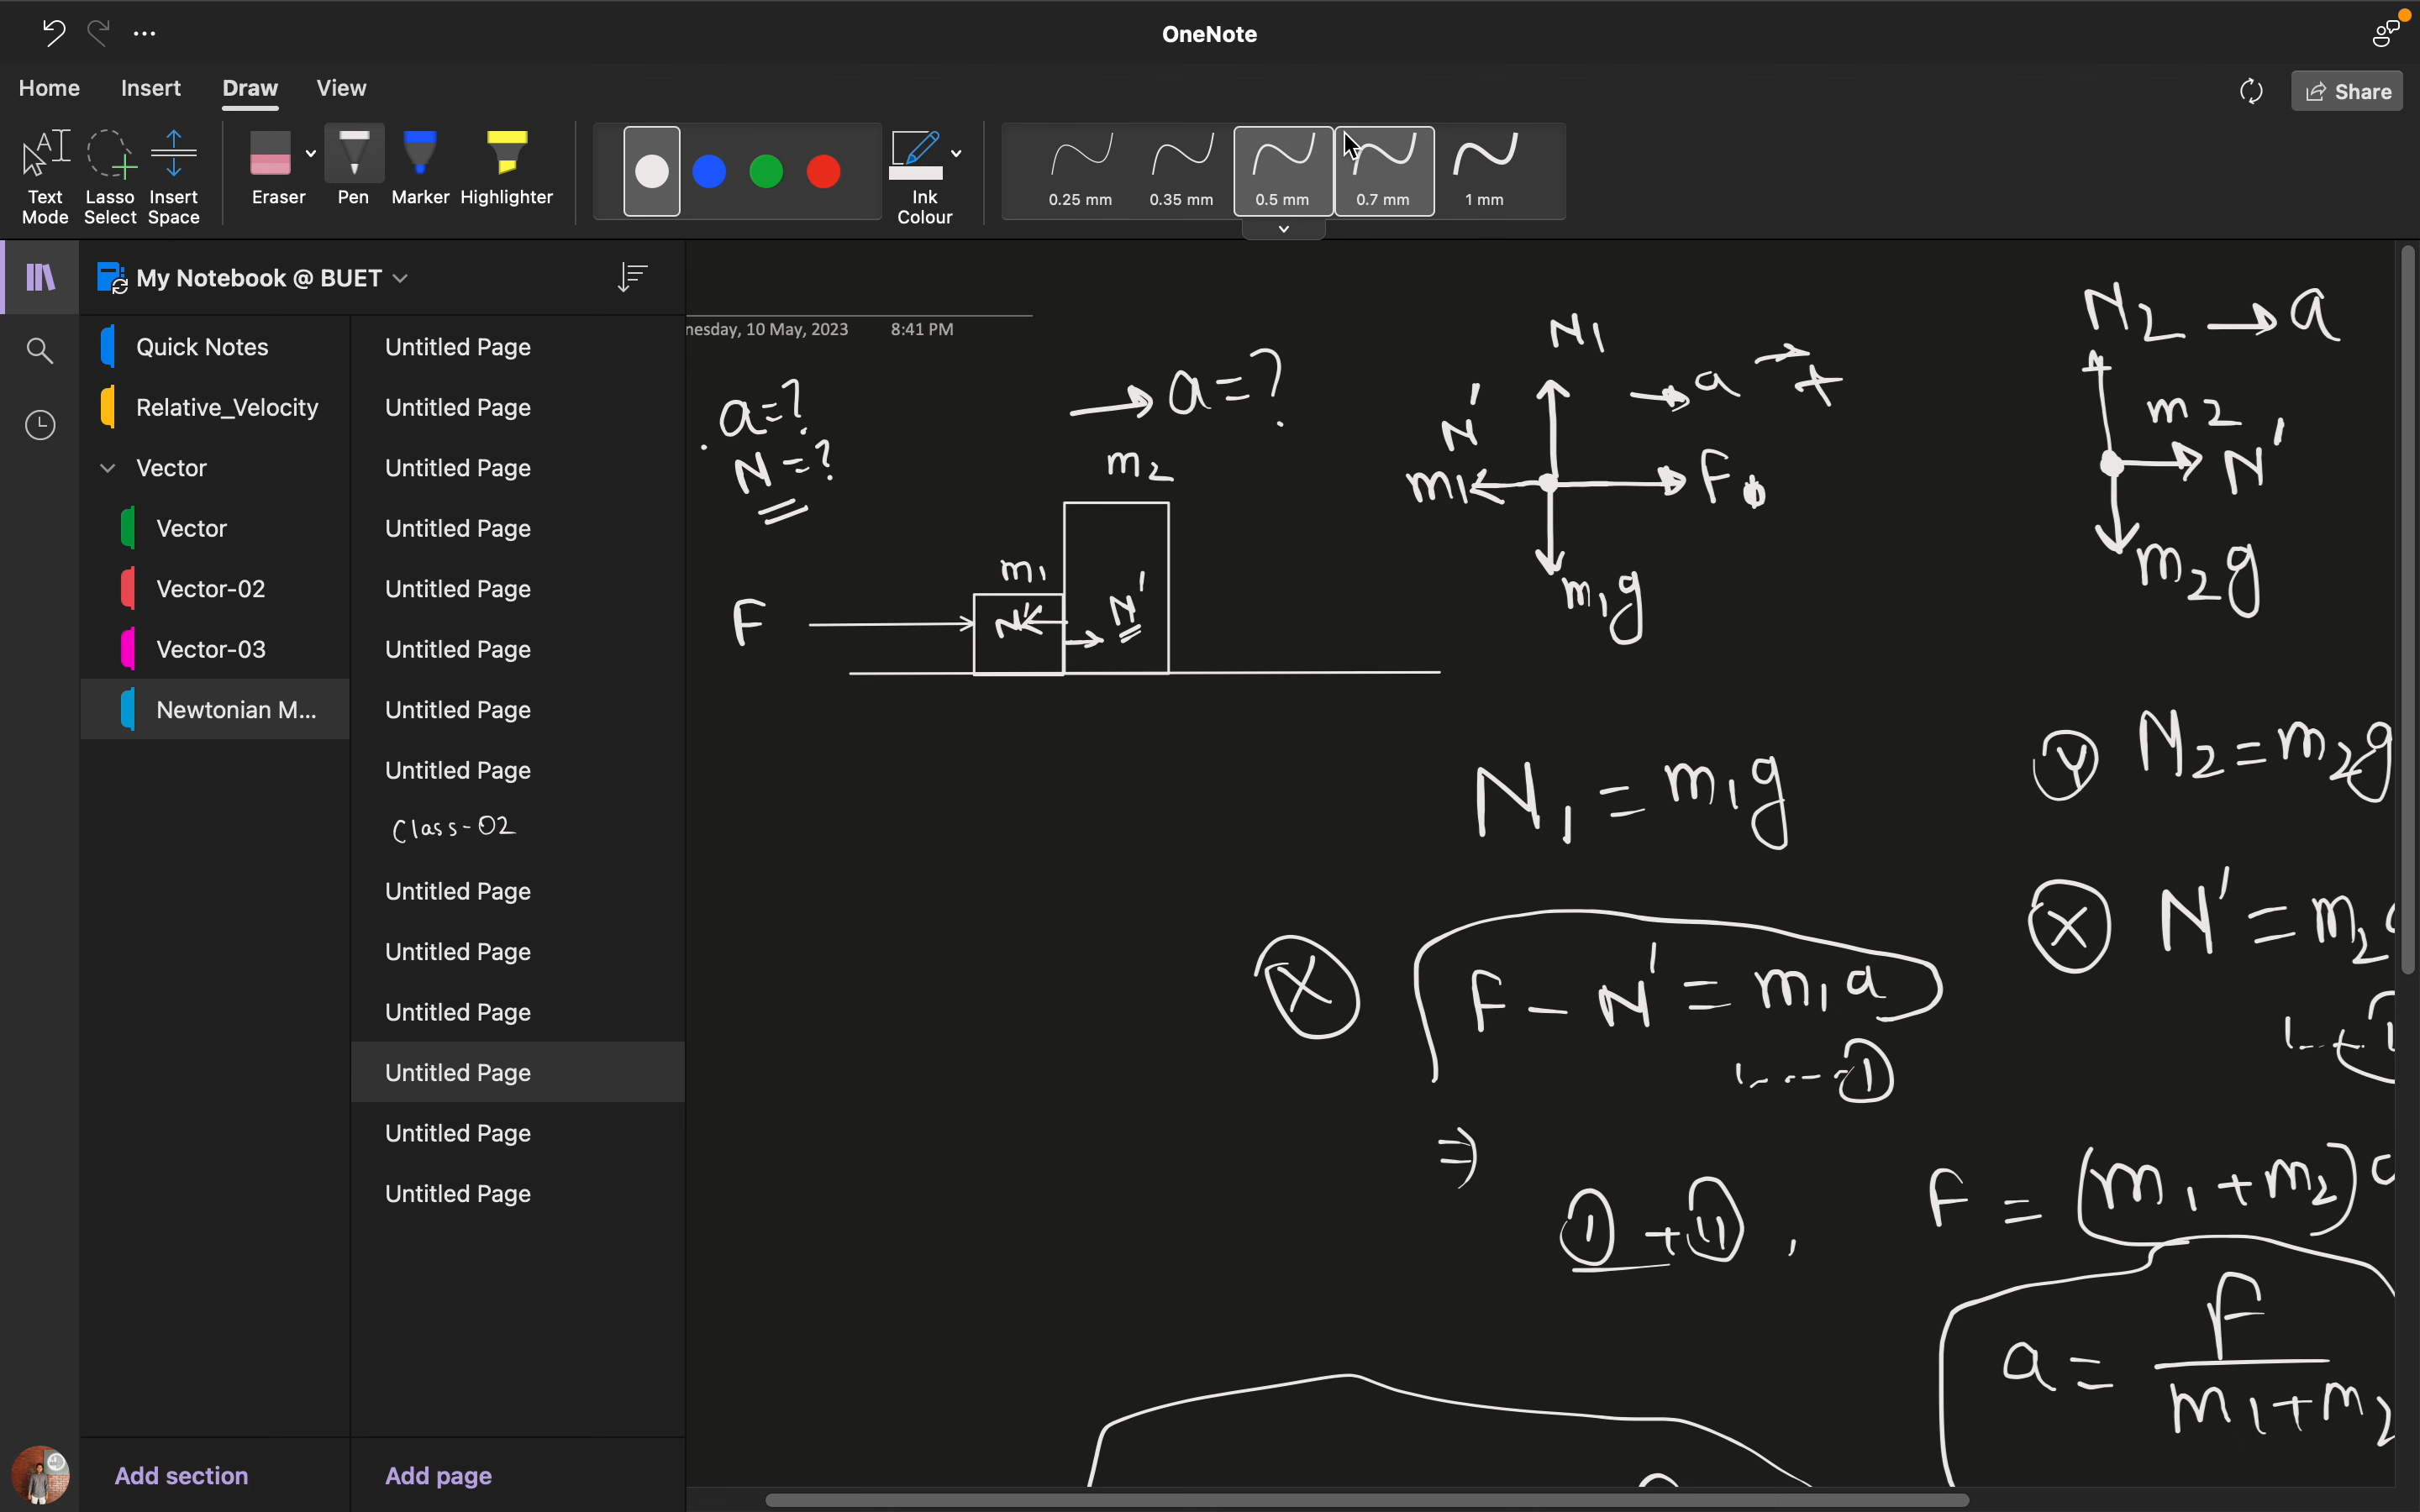 OneNote
Home Insert Draw View
Share
Text Mode
Lasso Select
Insert Space
Eraser
Pen
Marker
Highlighter
Ink Colour
0.25 mm
0.35 mm
0.5 mm
0.7 mm
1 mm
My Notebook @ BUET
Quick Notes
Relative_Velocity
Vector
Vector
Vector-02
Vector-03
Newtonian M...
Add section
Untitled Page
Untitled Page
Untitled Page
Untitled Page
Untitled Page
Untitled Page
Untitled Page
Untitled Page
Class-02
Untitled Page
Untitled Page
Untitled Page
Untitled Page
Untitled Page
Untitled Page
Add page
nesday, 10 May, 2023 8:41 PM
a=?
N=?
→ a=?
m2
m1
F
N'
N'
N1
→ a → +
N'
m1
F
m1g
N2 → a
m2
N'
m2g
N1 = m1g
y N2 = m2g
x F - N' = m1a
..... 1
x N' = m2
⇒
① + ⑪ , F = (m1+m2)
a = F / m1+m2